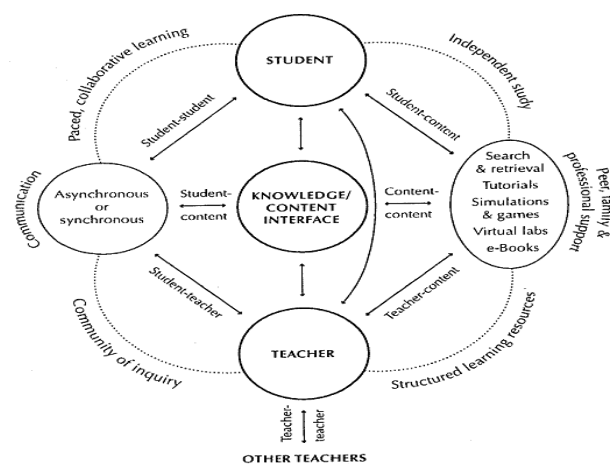 Paced, collaborative learning
STUDENT
Independent study
Student-student
Student-content
Communication
Asynchronous
or
synchronous
Student-
content
KNOWLEDGE/
CONTENT
INTERFACE
Content-
content
Search
& retrieval
Tutorials
Simulations
& games
Virtual labs
e-Books
Peer, family &
professional support
Student-teacher
Teacher-content
Community of inquiry
TEACHER
Structured learning resources
Teacher-
teacher
OTHER TEACHERS